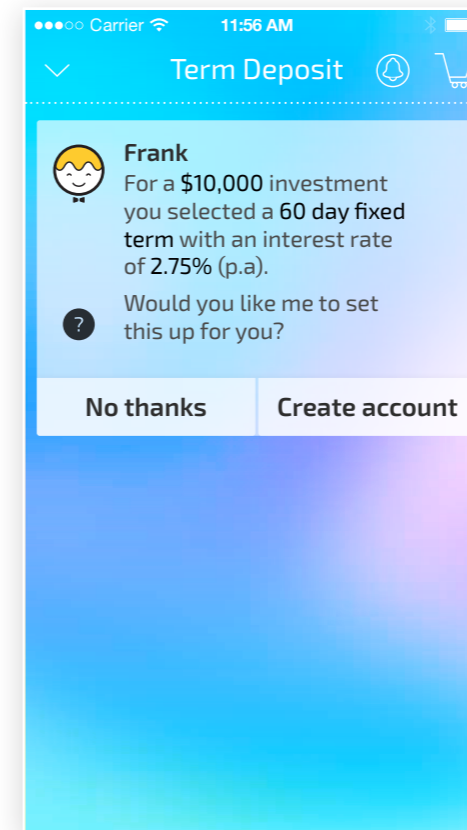 Carrier 11:56 AM
Term Deposit
Frank
For a $10,000 investment
you selected a 60 day fixed
term with an interest rate
of 2.75% (p.a).
Would you like me to set
? this up for you?
No thanks Create account